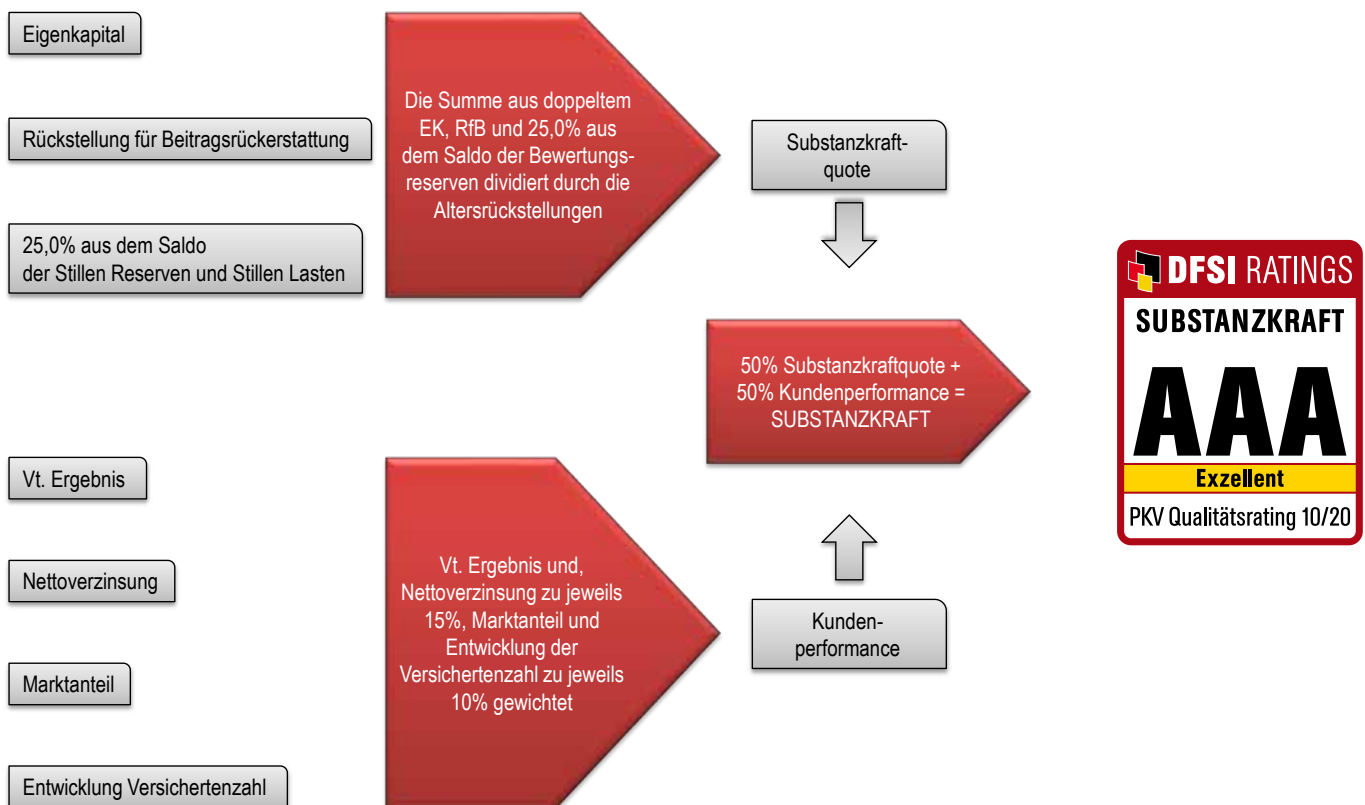 Eigenkapital
Rückstellung für Beitragsrückerstattung
25,0% aus dem Saldo
der Stillen Reserven und Stillen Lasten
Die Summe aus doppeltem
EK, RfB und 25,0% aus
dem Saldo der Bewertungs-
reserven dividiert durch die
Altersrückstellungen
Substanzkraft-
quote
50% Substanzkraftquote +
50% Kundenperformance =
SUBSTANZKRAFT
DFSI RATINGS
SUBSTANZKRAFT
AAA
Exzellent
PKV Qualitätsrating 10/20
Vt. Ergebnis
Nettoverzinsung
Marktanteil
Entwicklung Versichertenzahl
Vt. Ergebnis und,
Nettoverzinsung zu jeweils
15%, Marktanteil und
Entwicklung der
Versichertenzahl zu jeweils
10% gewichtet
Kunden-
performance